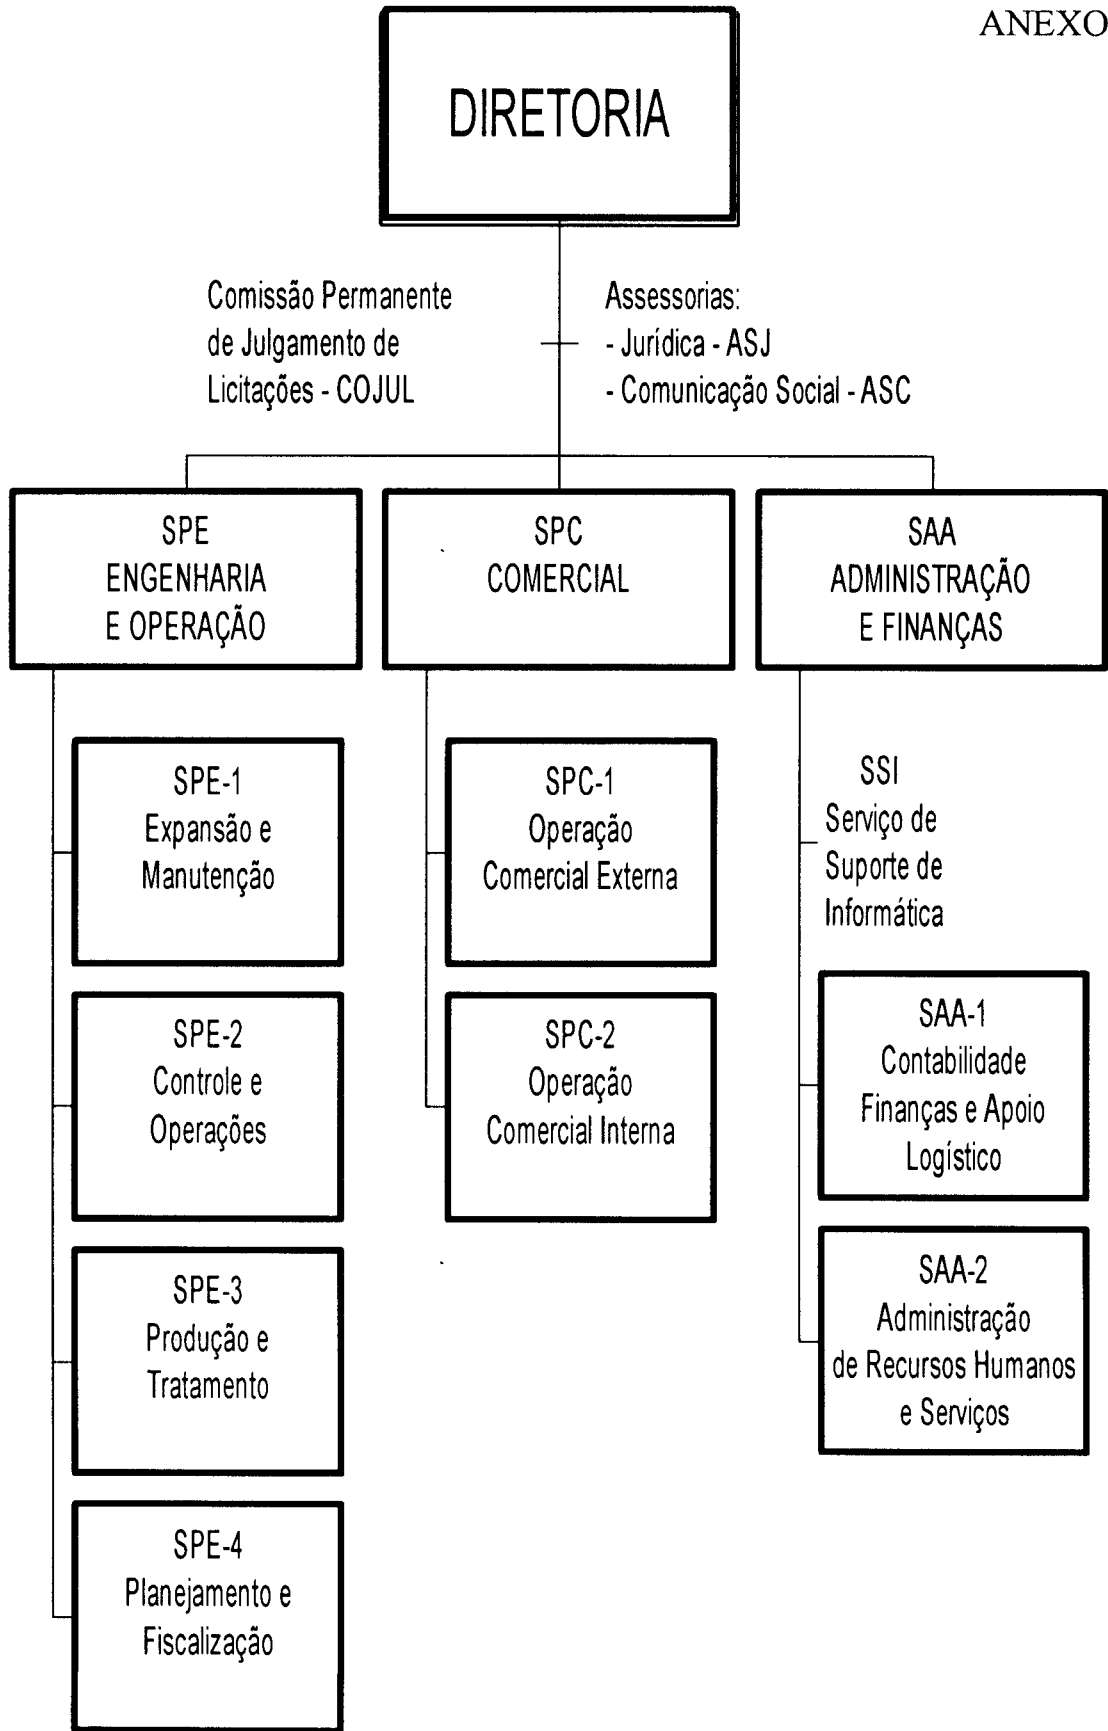 ANEXO
DIRETORIA
Comissão Permanente
de Julgamento de
Licitações - COJUL
Assessorias:
- Jurídica - ASJ
- Comunicação Social - ASC
SPE
ENGENHARIA
E OPERAÇÃO
SPC
COMERCIAL
SAA
ADMINISTRAÇÃO
E FINANÇAS
SPE-1
Expansão e
Manutenção
SPC-1
Operação
Comercial Externa
SSI
Serviço de
Suporte de
Informática
SPE-2
Controle e
Operações
SPC-2
Operação
Comercial Interna
SAA-1
Contabilidade
Finanças e Apoio
Logístico
SPE-3
Produção e
Tratamento
SAA-2
Administração
de Recursos Humanos
e Serviços
SPE-4
Planejamento e
Fiscalização